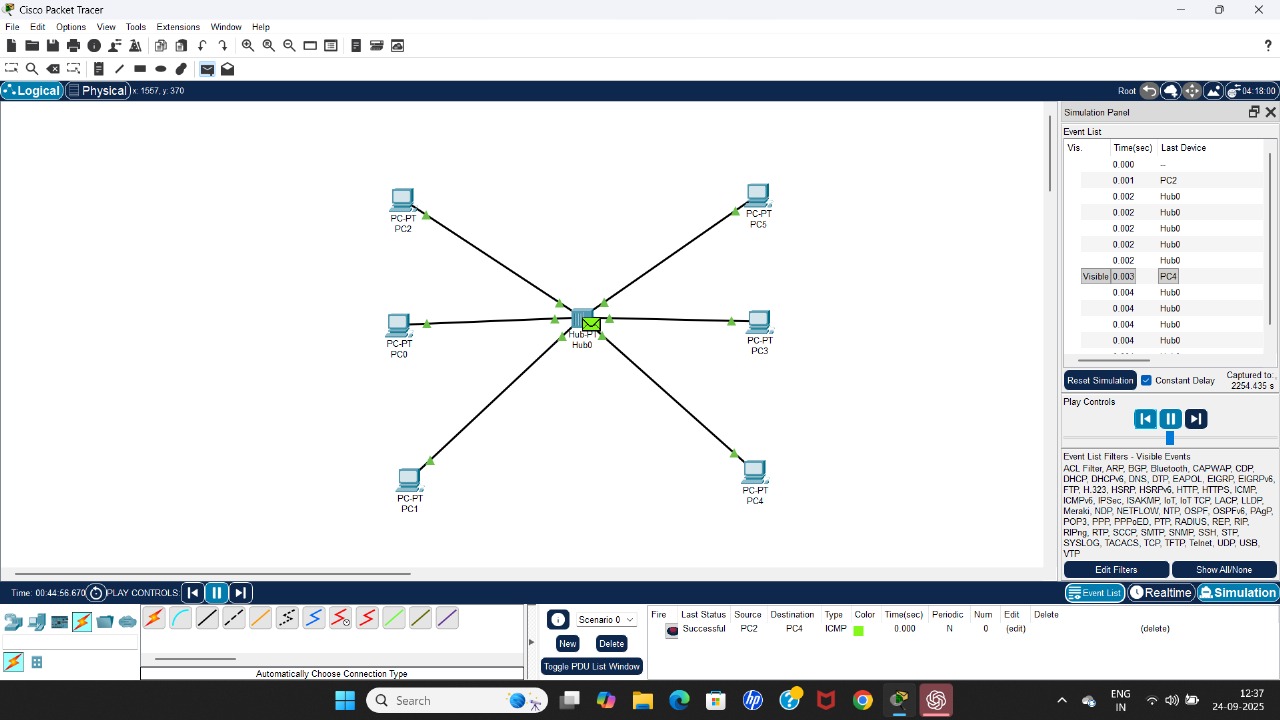 Cisco Packet Tracer
File Edit Options View Tools Extensions Window Help
Logical Physical x: 1557, y: 370 Root 04:18:00
Simulation Panel
Event List
Vis. Time(sec) Last Device
0.000 --
0.001 PC2
0.002 Hub0
0.002 Hub0
0.002 Hub0
0.002 Hub0
0.002 Hub0
Visible 0.003 PC4
0.004 Hub0
0.004 Hub0
0.004 Hub0
0.004 Hub0
Reset Simulation Constant Delay Captured to:
2254.435 s
Play Controls
Event List Filters - Visible Events
ACL Filter, ARP, BGP, Bluetooth, CAPWAP, CDP,
DHCP, DHCPv6, DNS, DTP, EAPOL, EIGRP, EIGRPv6,
FTP, H.323, HSRP, HSRPv6, HTTP, HTTPS, ICMP,
ICMPv6, IPSec, ISAKMP, IoT, IoT TCP, LACP, LLDP,
Meraki, NDP, NETFLOW, NTP, OSPF, OSPFv6, PAgP,
POP3, PPP, PPPoED, PTP, RADIUS, REP, RIP,
RIPng, RTP, SCCP, SMTP, SNMP, SSH, STP,
SYSLOG, TACACS, TCP, TFTP, Telnet, UDP, USB,
VTP
Edit Filters Show All/None
PC-PT
PC2
PC-PT
PC5
PC-PT
PC0
Hub-PT
Hub0
PC-PT
PC3
PC-PT
PC1
PC-PT
PC4
Time: 00:44:56.670 PLAY CONTROLS: Event List Realtime Simulation
Automatically Choose Connection Type
Scenario 0
New Delete
Toggle PDU List Window
Fire Last Status Source Destination Type Color Time(sec) Periodic Num Edit Delete
Successful PC2 PC4 ICMP 0.000 N 0 (edit) (delete)
Search
ENG
IN
12:37
24-09-2025